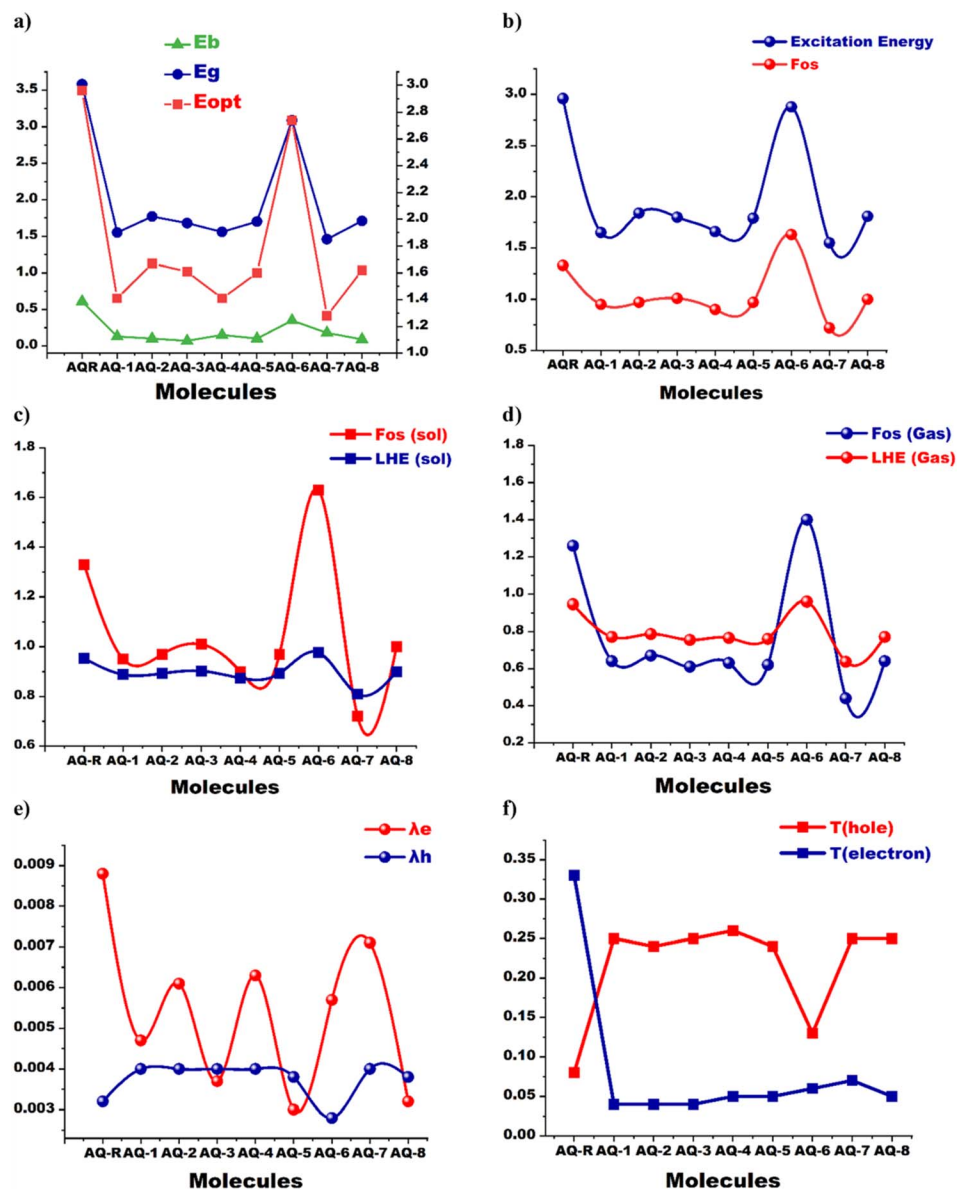 a)
Eb
Eg
Eopt
3.5
3.0
2.5
2.0
1.5
1.0
0.5
0.0
3.0
2.8
2.6
2.4
2.2
2.0
1.8
1.6
1.4
1.2
1.0
AQR AQ-1 AQ-2 AQ-3 AQ-4 AQ-5 AQ-6 AQ-7 AQ-8
Molecules
b)
Excitation Energy
Fos
3.0
2.5
2.0
1.5
1.0
0.5
AQR AQ-1 AQ-2 AQ-3 AQ-4 AQ-5 AQ-6 AQ-7 AQ-8
Molecules
c)
Fos (sol)
LHE (sol)
1.8
1.6
1.4
1.2
1.0
0.8
0.6
AQ-R AQ-1 AQ-2 AQ-3 AQ-4 AQ-5 AQ-6 AQ-7 AQ-8
Molecules
d)
Fos (Gas)
LHE (Gas)
1.8
1.6
1.4
1.2
1.0
0.8
0.6
0.4
0.2
AQ-R AQ-1 AQ-2 AQ-3 AQ-4 AQ-5 AQ-6 AQ-7 AQ-8
Molecules
e)
λe
λh
0.009
0.008
0.007
0.006
0.005
0.004
0.003
AQ-R AQ-1 AQ-2 AQ-3 AQ-4 AQ-5 AQ-6 AQ-7 AQ-8
Molecules
f)
T(hole)
T(electron)
0.35
0.30
0.25
0.20
0.15
0.10
0.05
0.00
AQ-R AQ-1 AQ-2 AQ-3 AQ-4 AQ-5 AQ-6 AQ-7 AQ-8
Molecules